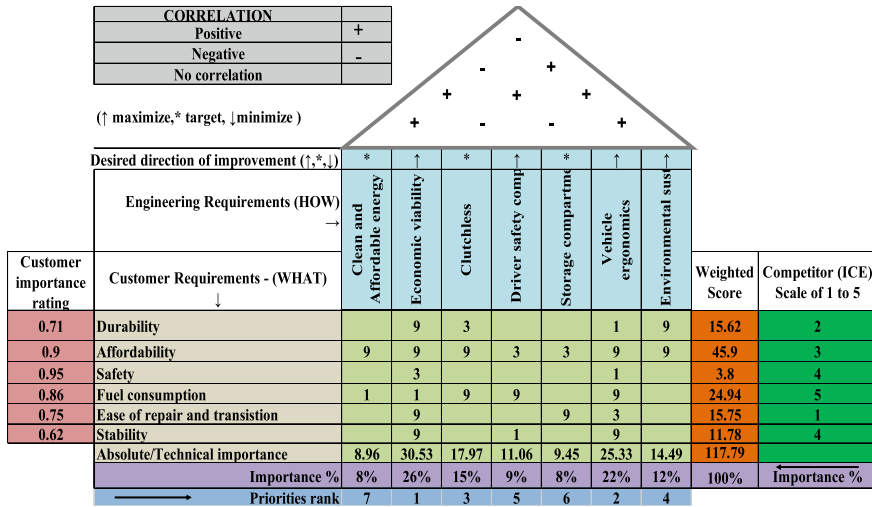 CORRELATION
Positive +
Negative -
No correlation
-
- +
+ + +
+ - - +
(↑ maximize,* target, ↓minimize )
Desired direction of improvement (↑,*,↓) * ↑ * ↑ * ↑ ↑
Engineering Requirements (HOW)
→
Clean and
Affordable energy
Economic viability
Clutchless
Driver safety comp
Storage compartme
Vehicle
ergonomics
Environmental sust
Customer
importance
rating
Customer Requirements - (WHAT)
↓
Weighted
Score
Competitor (ICE)
Scale of 1 to 5
0.71 Durability 9 3 1 9 15.62 2
0.9 Affordability 9 9 9 3 3 9 9 45.9 3
0.95 Safety 3 1 3.8 4
0.86 Fuel consumption 1 1 9 9 9 24.94 5
0.75 Ease of repair and transistion 9 9 3 15.75 1
0.62 Stability 9 1 9 11.78 4
Absolute/Technical importance 8.96 30.53 17.97 11.06 9.45 25.33 14.49 117.79
Importance % 8% 26% 15% 9% 8% 22% 12% 100% Importance %
Priorities rank 7 1 3 5 6 2 4